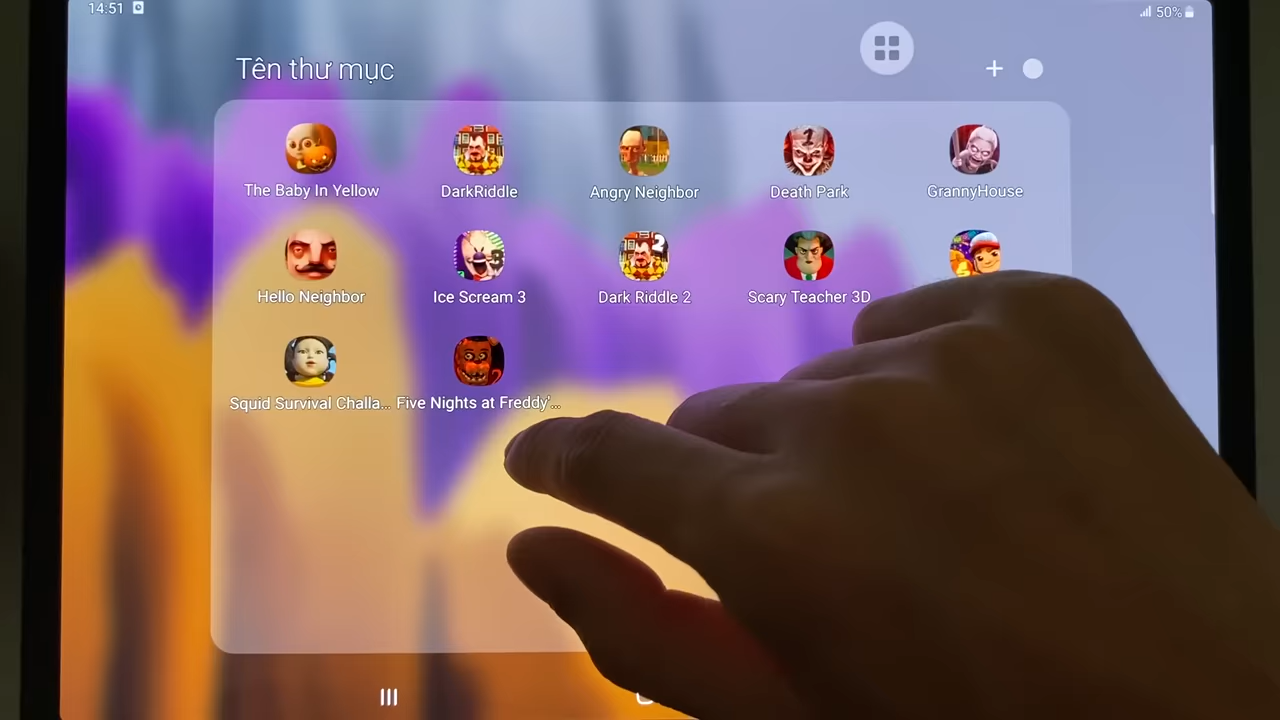 14:51
50%
Tên thư mục
The Baby In Yellow
DarkRiddle
Angry Neighbor
Death Park
GrannyHouse
Hello Neighbor
Ice Scream 3
Dark Riddle 2
Scary Teacher 3D
Squid Survival Challa...
Five Nights at Freddy'...